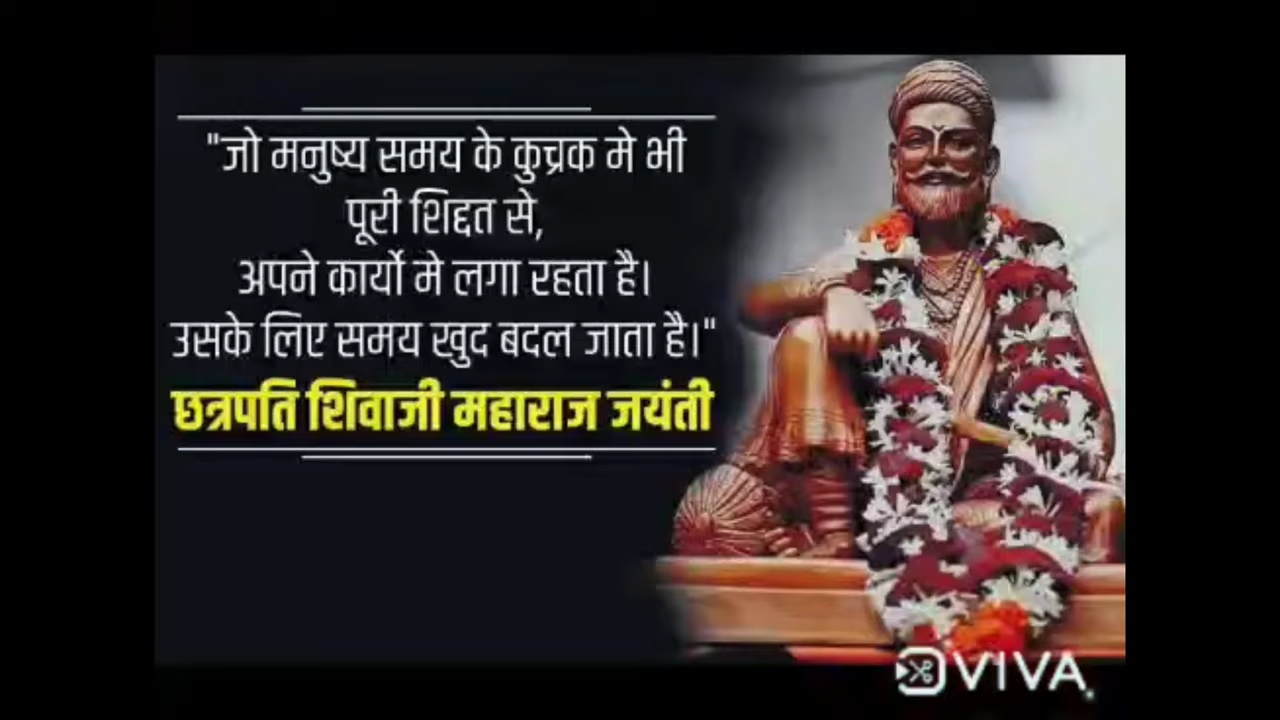 "जो मनुष्य समय के कुच्रक मे भी
पूरी शिद्दत से,
अपने कार्यो मे लगा रहता है।
उसके लिए समय खुद बदल जाता है।"
छत्रपति शिवाजी महाराज जयंती
VIVA